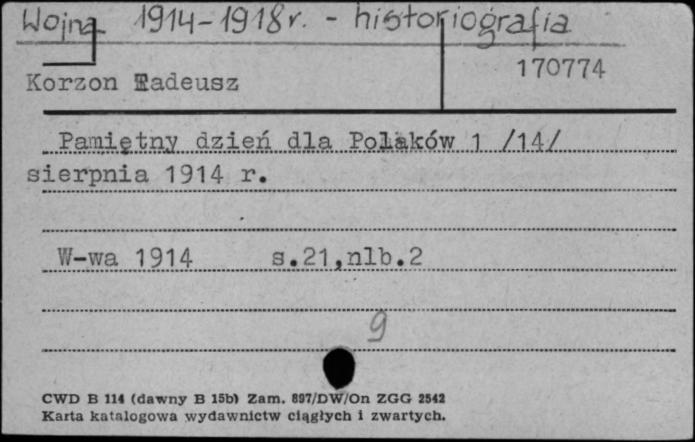 Wojna 1914-1918r. - historiografia
170774
Korzon Tadeusz
Pamiętny dzień dla Polaków 1 /14/
sierpnia 1914 r.
W-wa 1914 s.21,nlb.2
9
CWD B 114 (dawny B 15b) Zam. 897/DW/On ZGG 2542
Karta katalogowa wydawnictw ciągłych i zwartych.